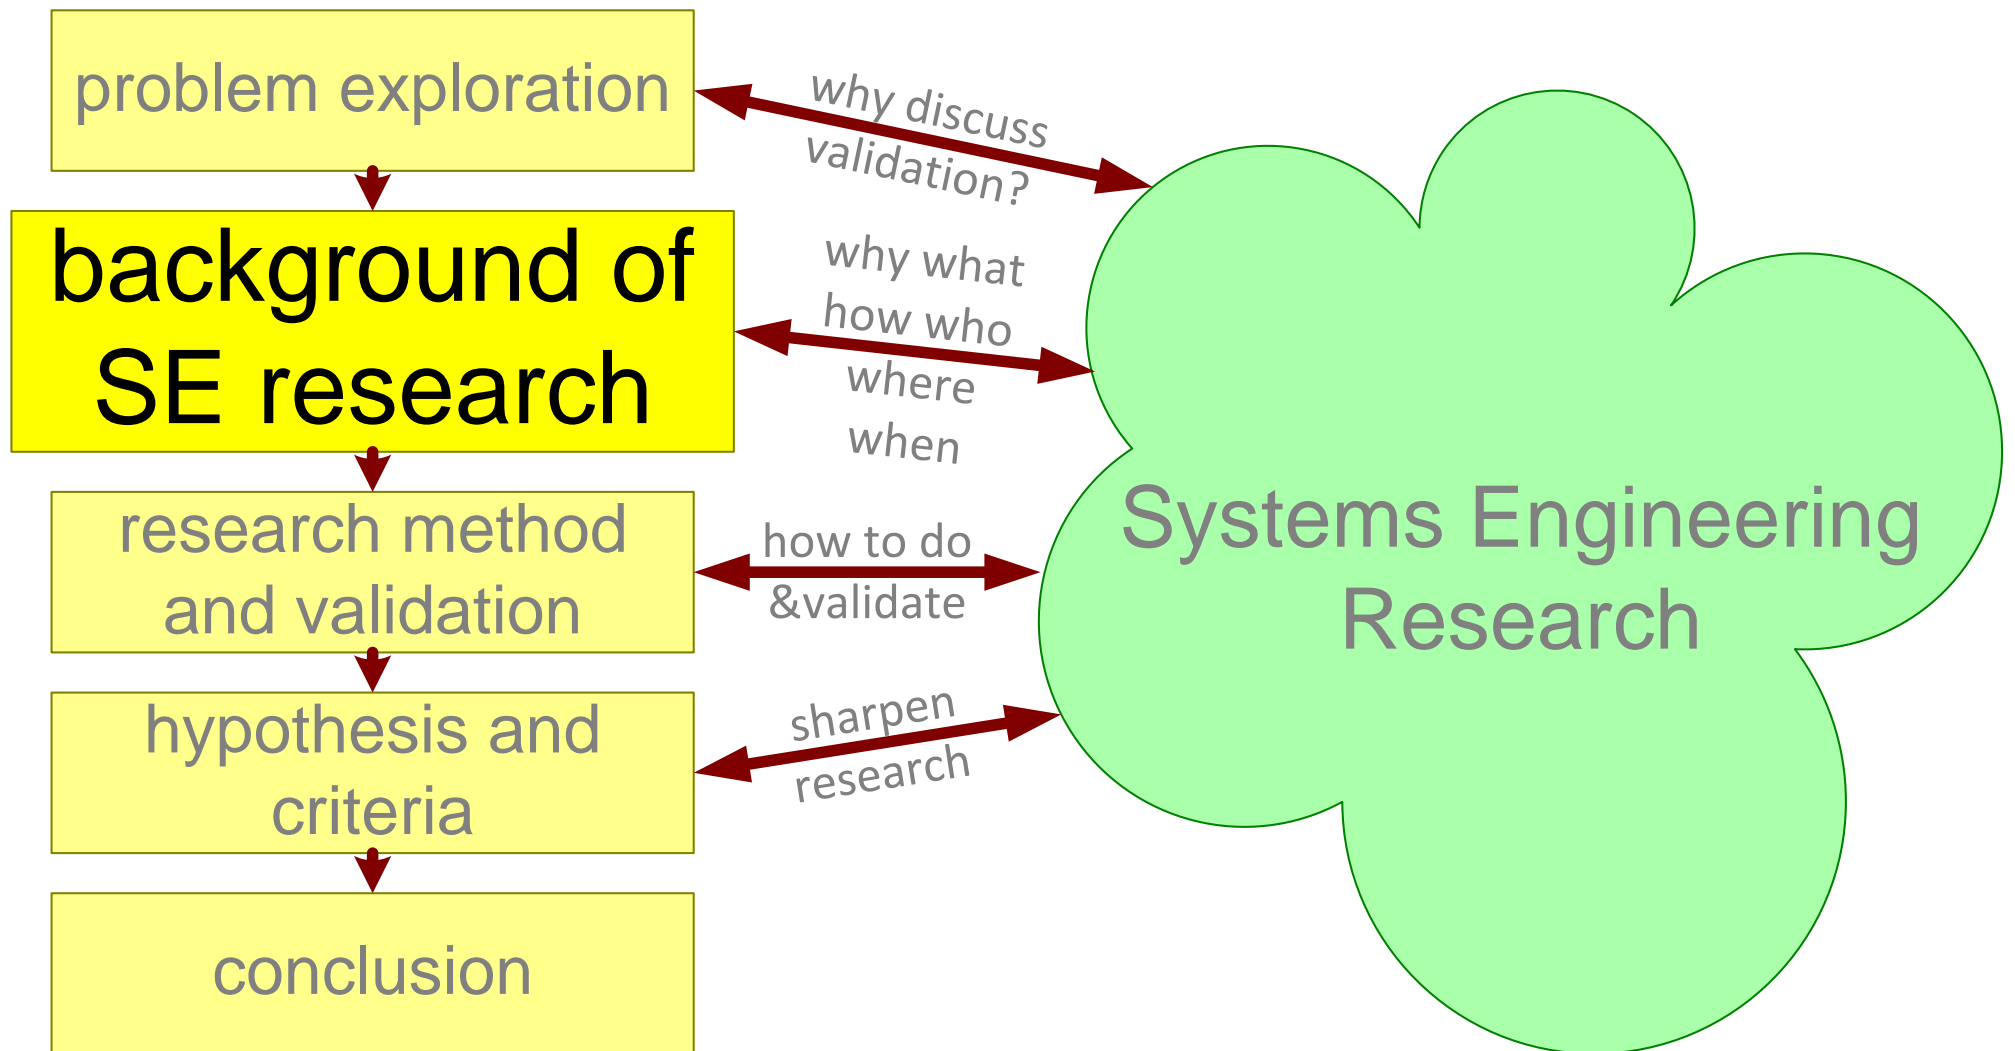 problem exploration
why discuss
validation?
background of
SE research
why what
how who
where
when
research method
and validation
how to do
&validate
hypothesis and
criteria
sharpen
research
conclusion
Systems Engineering
Research